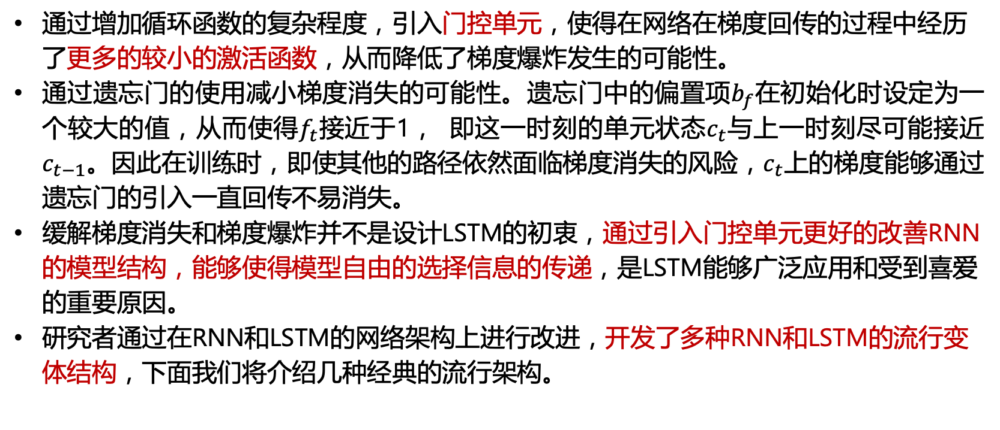 • 通过增加循环函数的复杂程度，引入门控单元，使得在网络在梯度回传的过程中经历
了更多的较小的激活函数，从而降低了梯度爆炸发生的可能性。
• 通过遗忘门的使用减小梯度消失的可能性。遗忘门中的偏置项b_f在初始化时设定为一
个较大的值，从而使得f_t接近于1， 即这一时刻的单元状态c_t与上一时刻尽可能接近
c_{t−1}。因此在训练时，即使其他的路径依然面临梯度消失的风险，c_t上的梯度能够通过
遗忘门的引入一直回传不易消失。
• 缓解梯度消失和梯度爆炸并不是设计LSTM的初衷，通过引入门控单元更好的改善RNN
的模型结构，能够使得模型自由的选择信息的传递，是LSTM能够广泛应用和受到喜爱
的重要原因。
• 研究者通过在RNN和LSTM的网络架构上进行改进，开发了多种RNN和LSTM的流行变
体结构，下面我们将介绍几种经典的流行架构。